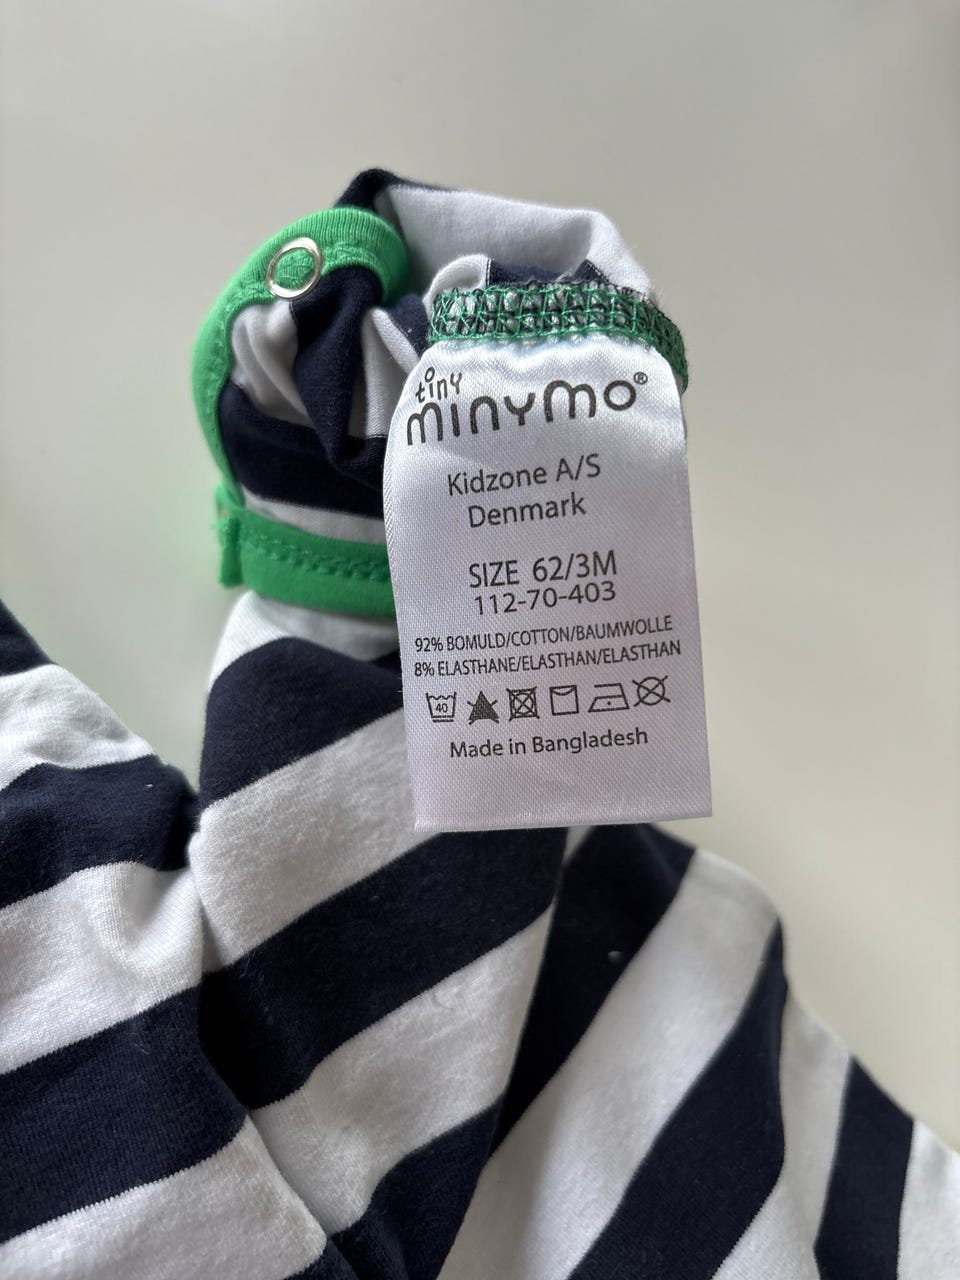 tiny
minymo®
Kidzone A/S
Denmark
SIZE 62/3M
112-70-403
92% BOMULD/COTTON/BAUMWOLLE
8% ELASTHANE/ELASTHAN/ELASTHAN
40
Made in Bangladesh